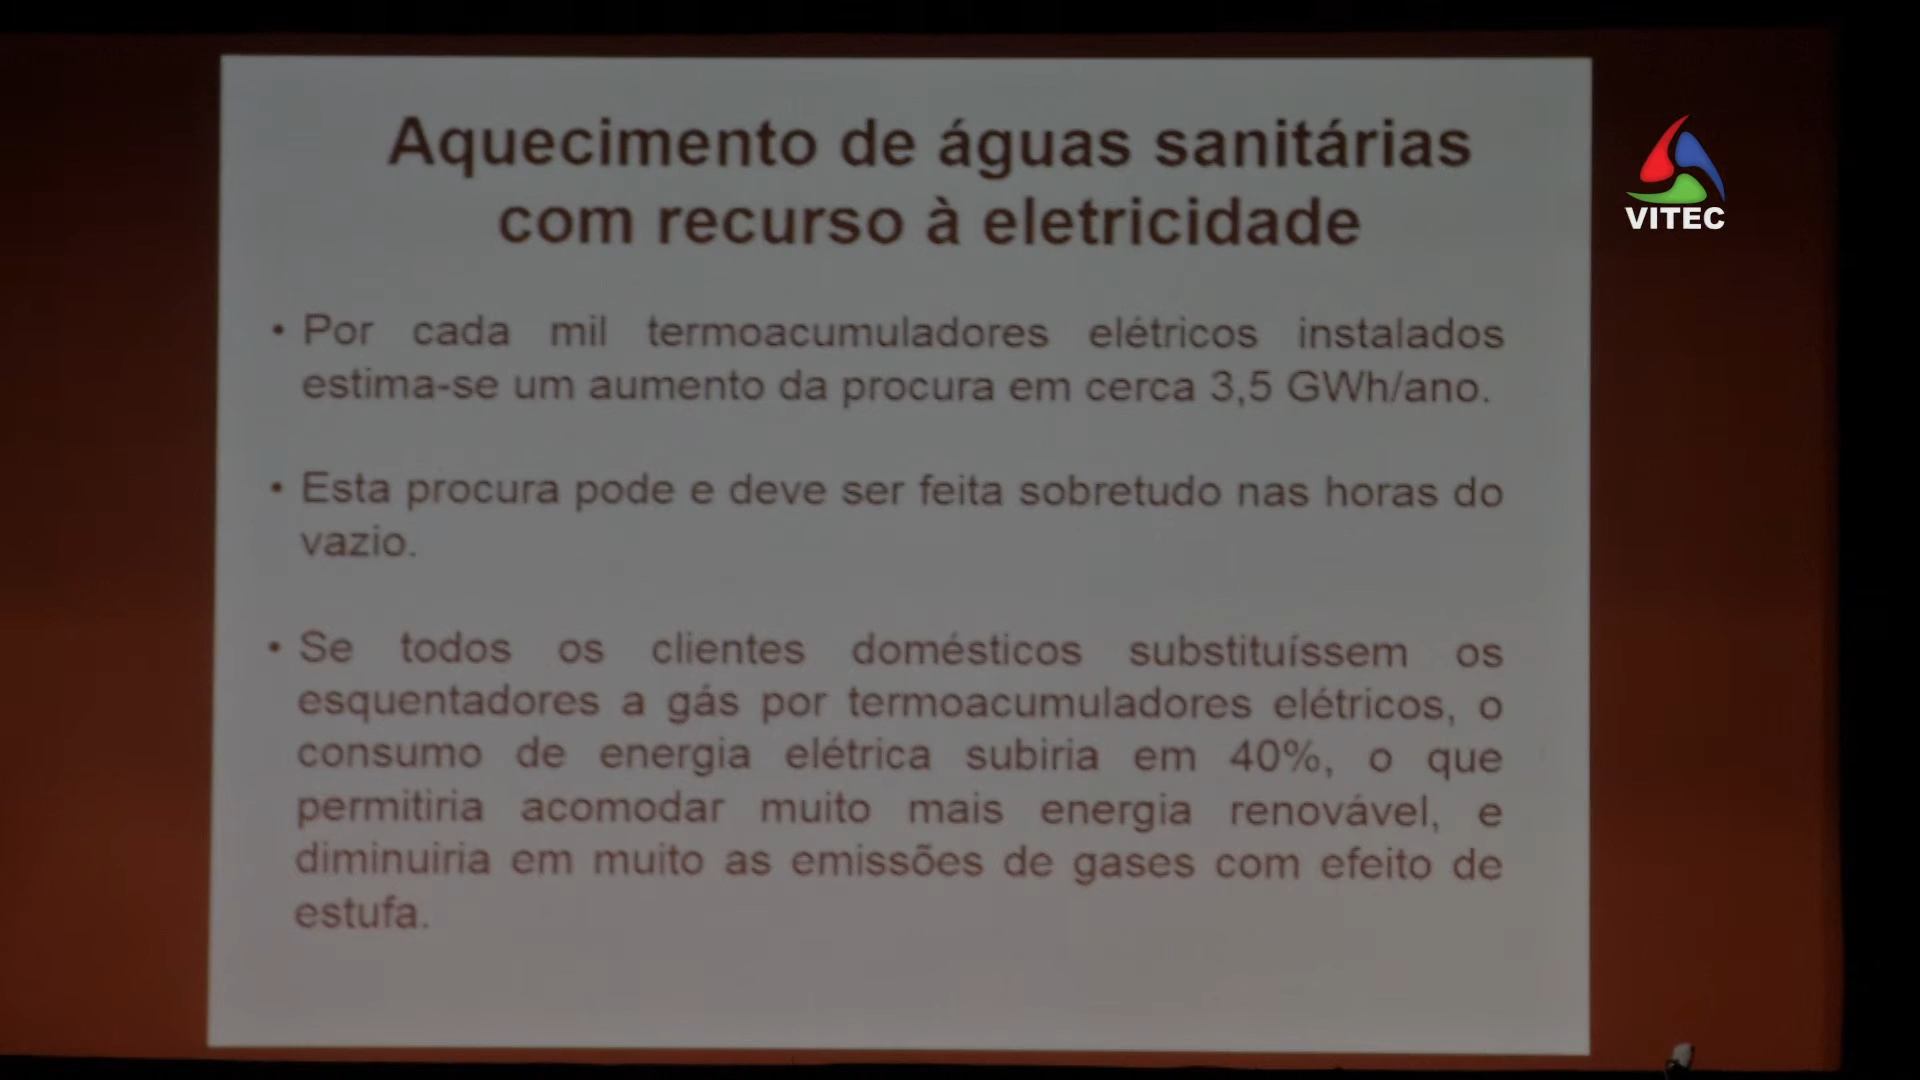 Aquecimento de águas sanitárias
com recurso à eletricidade
VITEC
• Por cada mil termoacumuladores elétricos instalados
estima-se um aumento da procura em cerca 3,5 GWh/ano.
• Esta procura pode e deve ser feita sobretudo nas horas do
vazio.
• Se todos os clientes domésticos substituíssem os
esquentadores a gás por termoacumuladores elétricos, o
consumo de energia elétrica subiria em 40%, o que
permitiria acomodar muito mais energia renovável, e
diminuiria em muito as emissões de gases com efeito de
estufa.